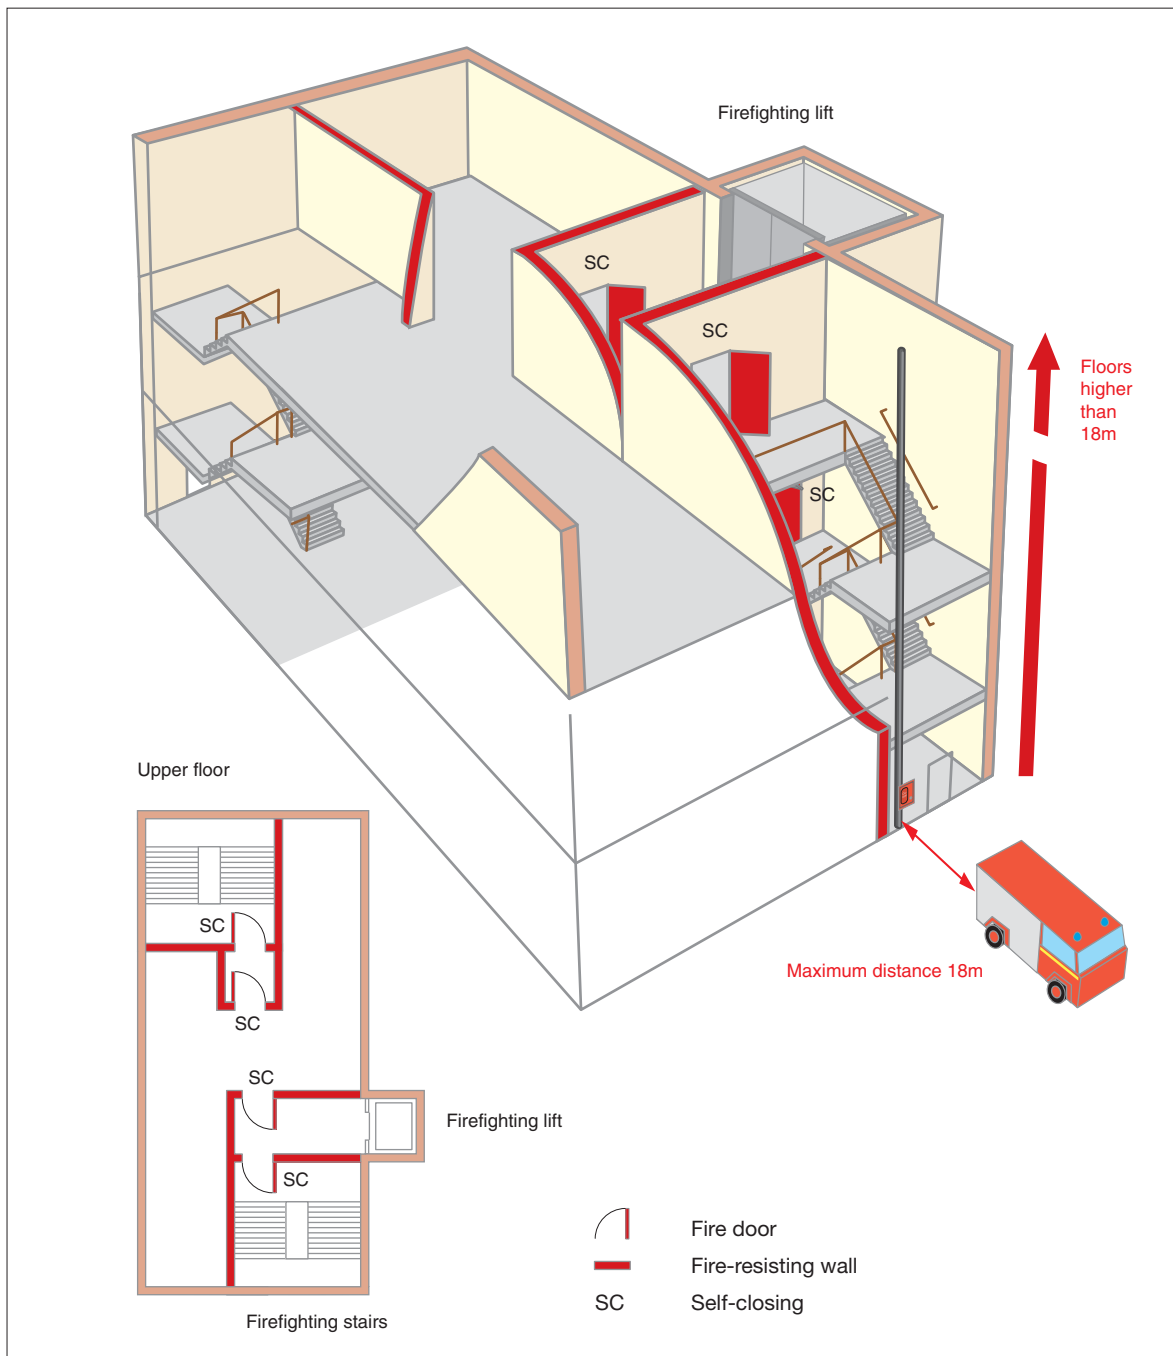 Firefighting lift
SC
SC
Floors
higher
than
18m
SC
Upper floor
Maximum distance 18m
SC
SC
SC
Firefighting lift
SC
Fire door
Fire-resisting wall
SC Self-closing
Firefighting stairs